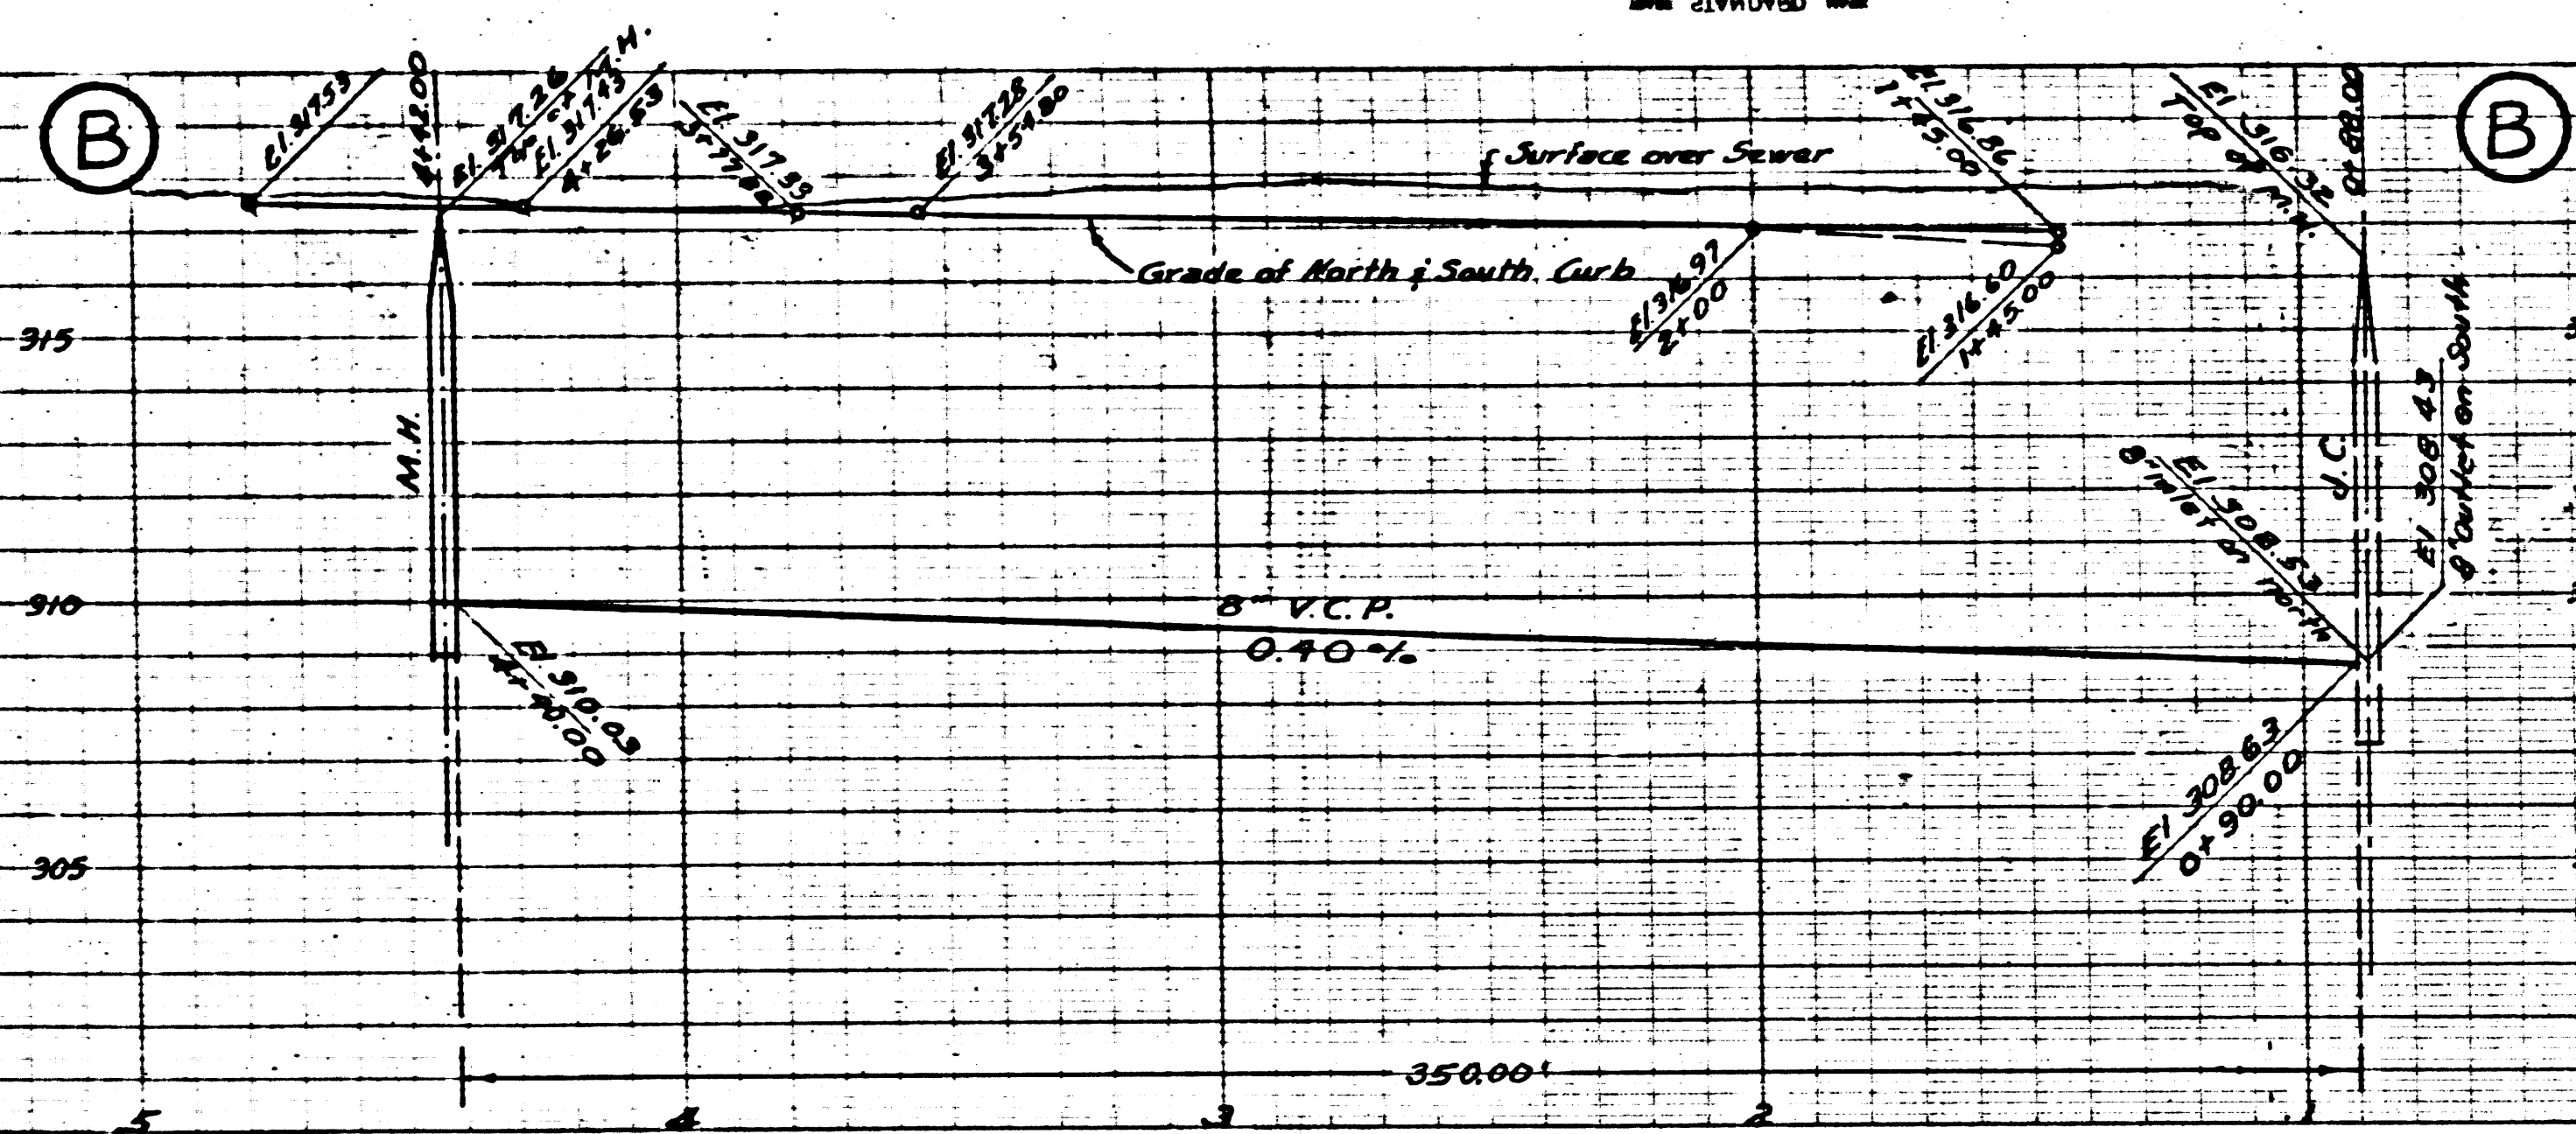 B
El. 317.53
4+42.00
El. 317.26
Top of M.H.
El. 317.43
4+26.53
El. 317.33
El. 317.28
3+54.80
Surface over Sewer
El 316.86
1+45.00
El 316.32
Top of M.H.
0+88.00
B
Grade of North & South Curb
El 316.97
2+00
El. 316.60
1+45.00
315
M.H.
J.C.
El 308.53
8" inlet on North
El 308.43
8" Outlet on South
310
8" V.C.P.
0.40%
El 310.03
4+40.00
El 308.63
0+90.00
305
350.00'
5
4
3
2
1